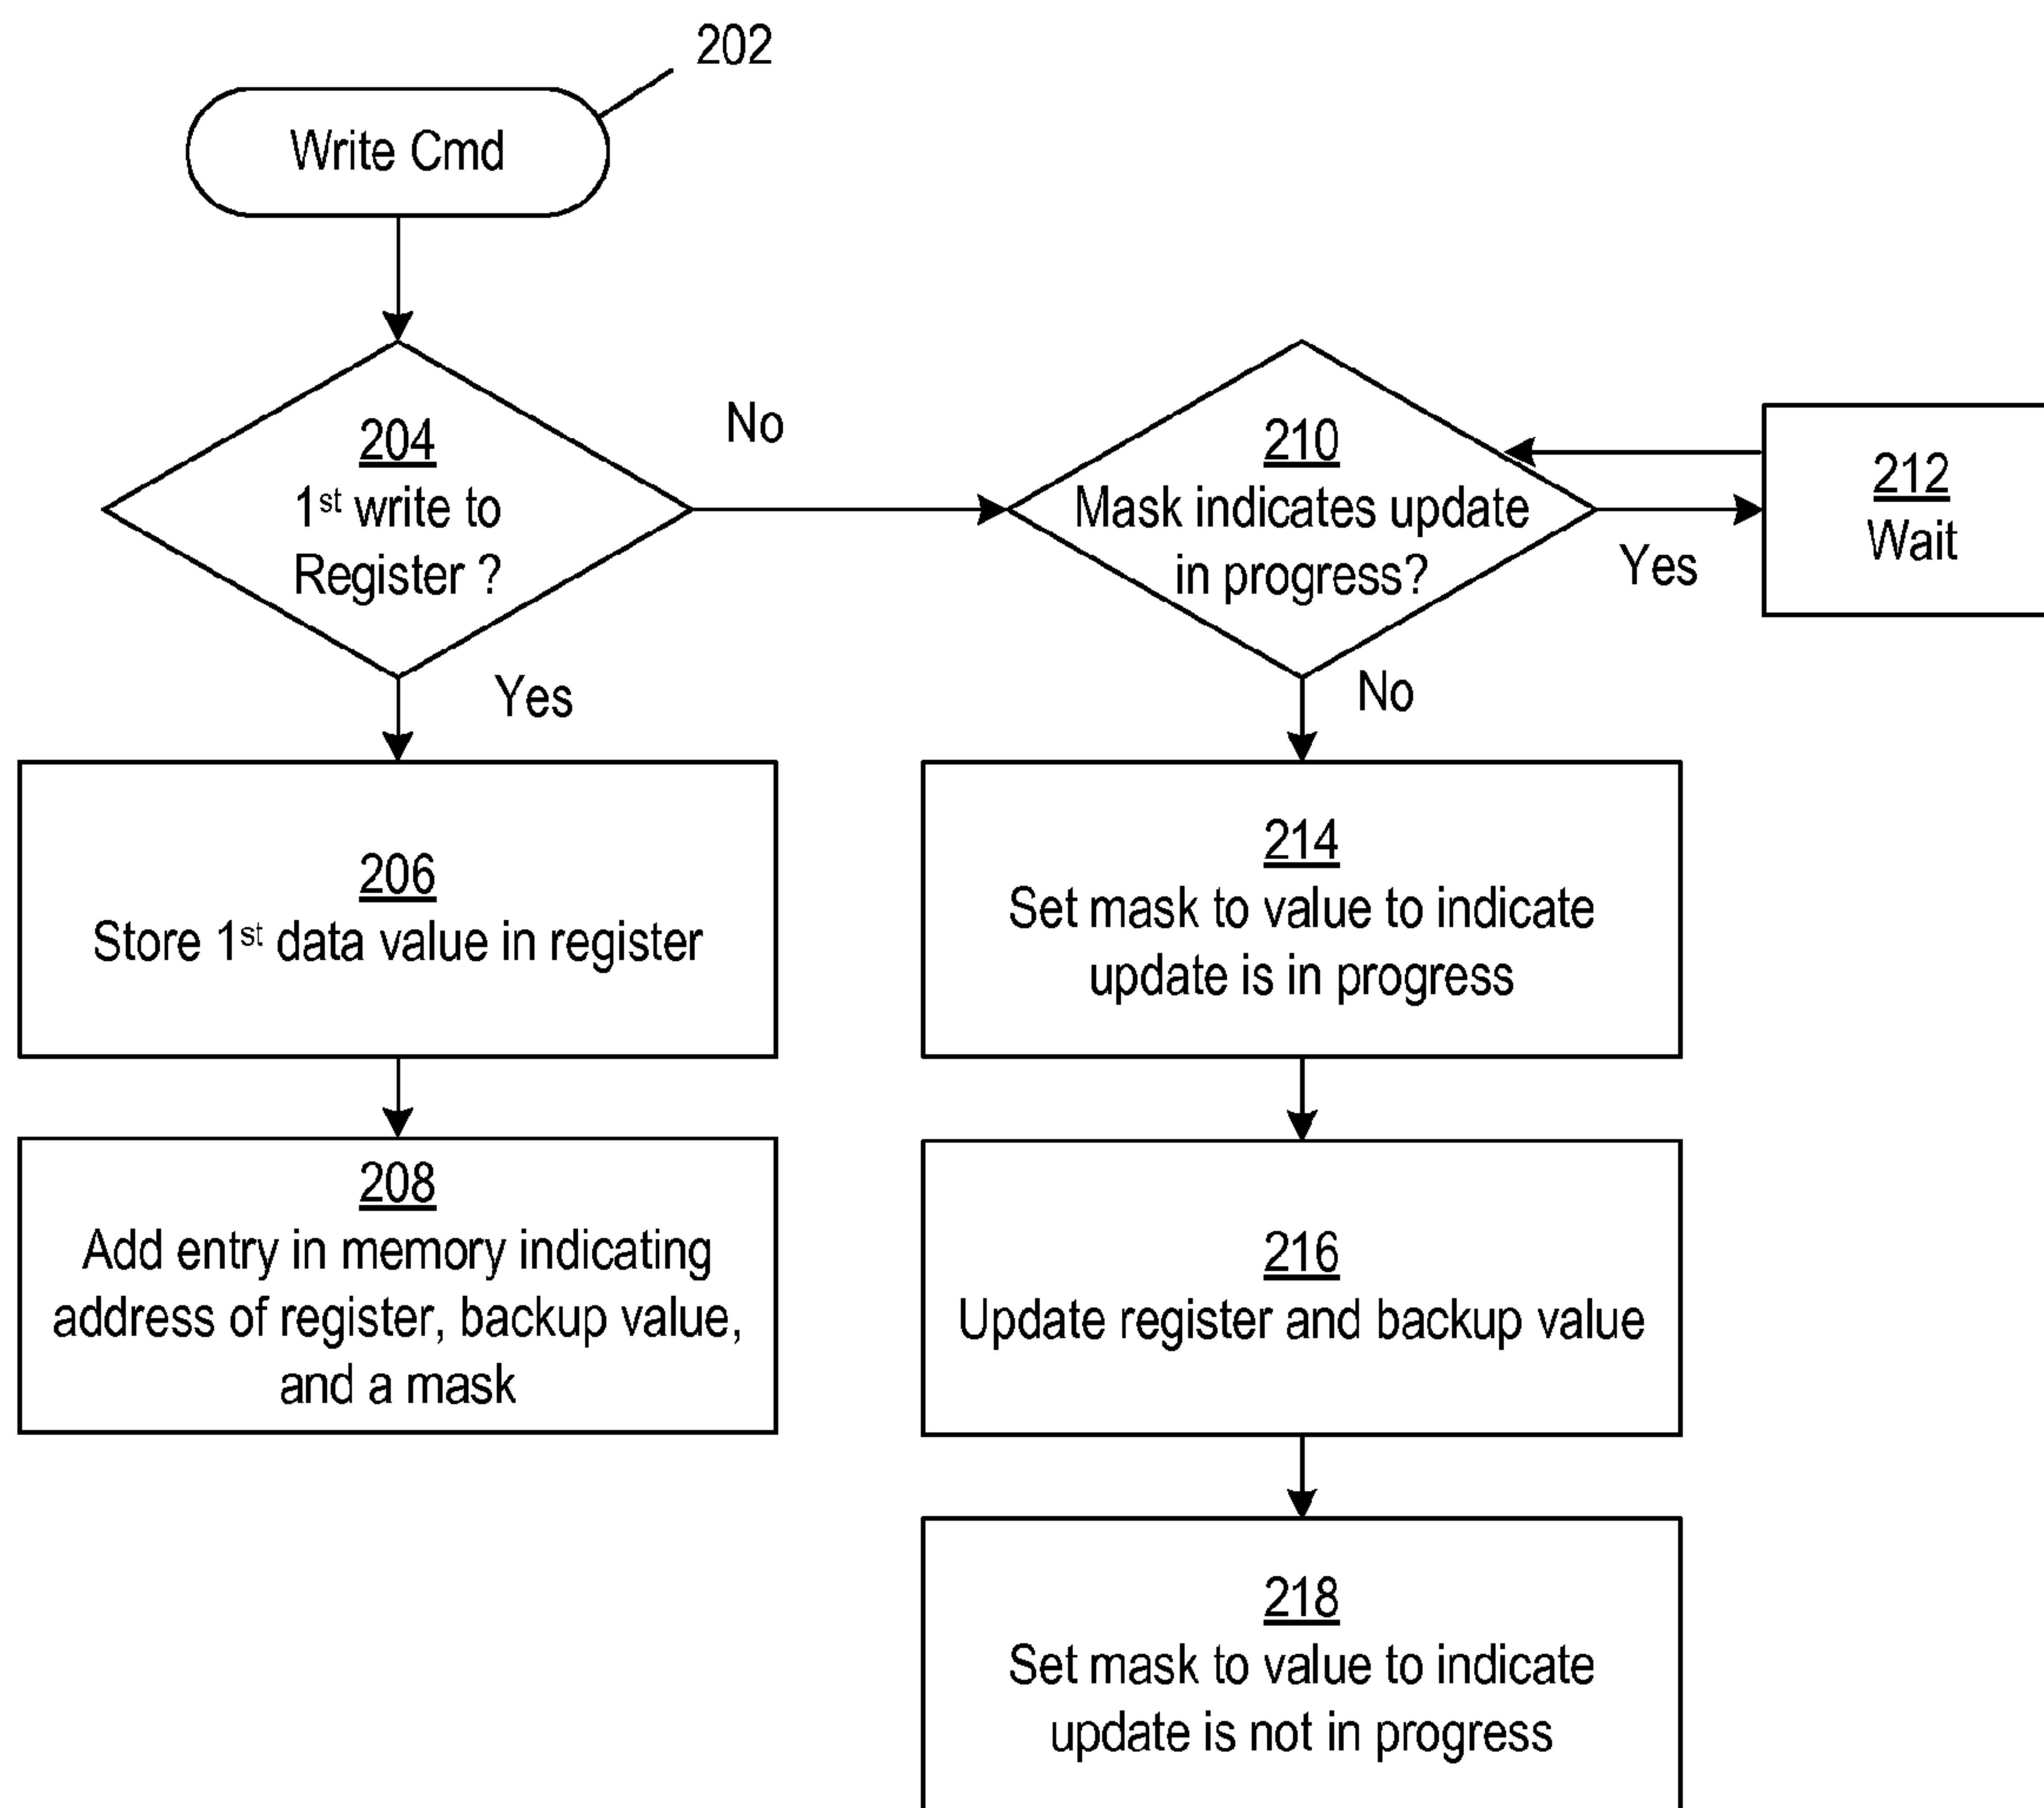 202
Write Cmd
204
1st write to
Register ?
No
210
Mask indicates update
in progress?
Yes
212
Wait
Yes
206
Store 1st data value in register
208
Add entry in memory indicating
address of register, backup value,
and a mask
No
214
Set mask to value to indicate
update is in progress
216
Update register and backup value
218
Set mask to value to indicate
update is not in progress